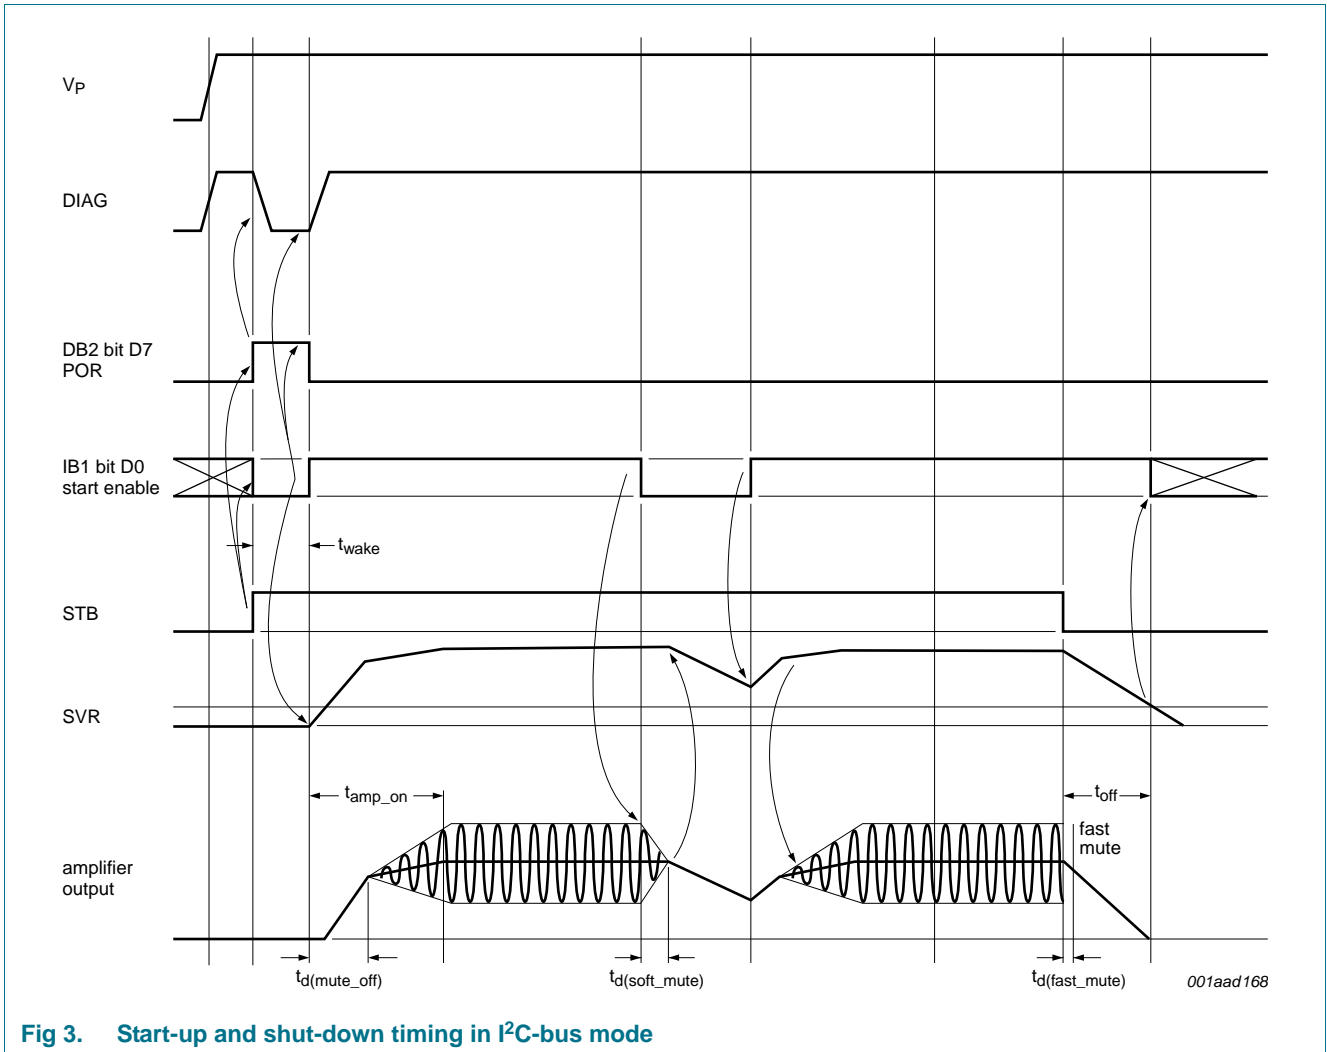 VP
DIAG
DB2 bit D7
POR
IB1 bit D0
start enable
twake
STB
SVR
tamp_on
toff
fast
mute
amplifier
output
td(mute_off)
td(soft_mute)
td(fast_mute)
001aad168
Fig 3. Start-up and shut-down timing in I²C-bus mode